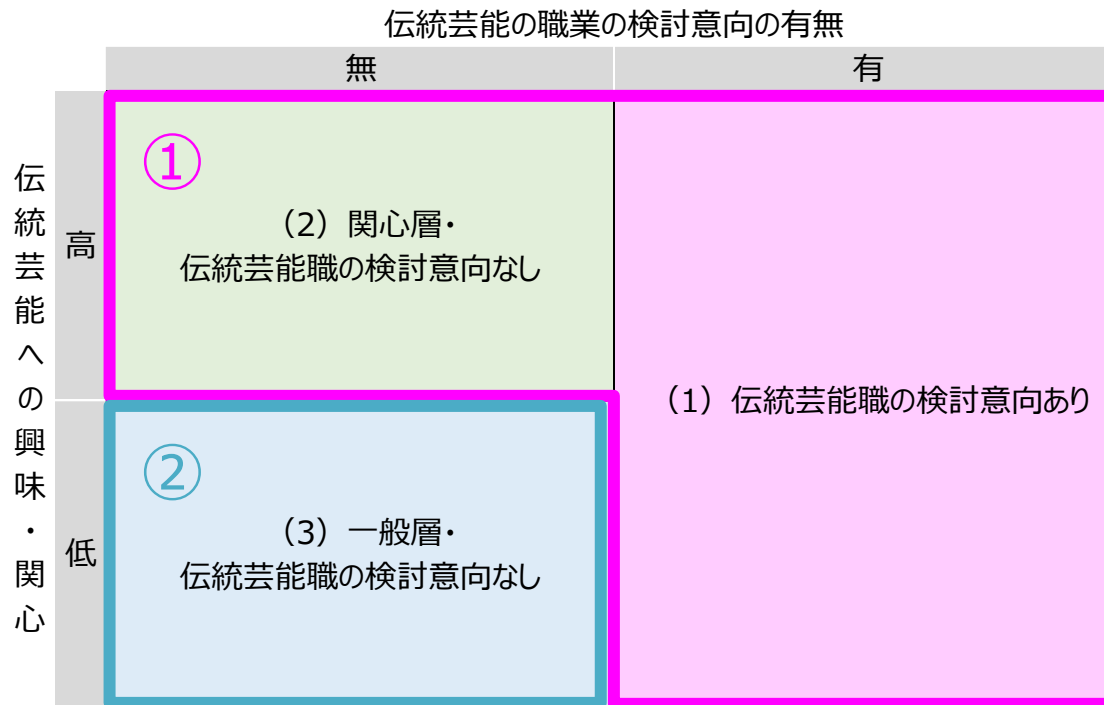 伝統芸能の職業の検討意向の有無
無
有
伝統芸能への興味・関心
高
①
(2) 関心層・
伝統芸能職の検討意向なし
(1) 伝統芸能職の検討意向あり
低
②
(3) 一般層・
伝統芸能職の検討意向なし